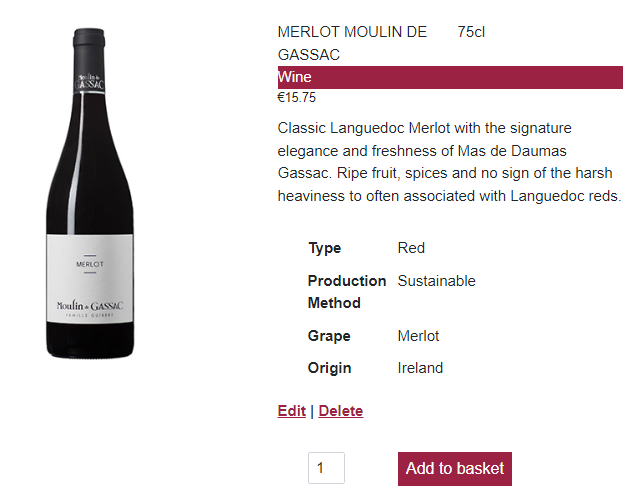 Moulin de
GASSAC
MERLOT
Moulin de GASSAC
FAMILLE GUIBERT
MERLOT MOULIN DE GASSAC 75cl
Wine
€15.75
Classic Languedoc Merlot with the signature
elegance and freshness of Mas de Daumas
Gassac. Ripe fruit, spices and no sign of the harsh
heaviness to often associated with Languedoc reds.
Type Red
Production Method Sustainable
Grape Merlot
Origin Ireland
Edit | Delete
1 Add to basket